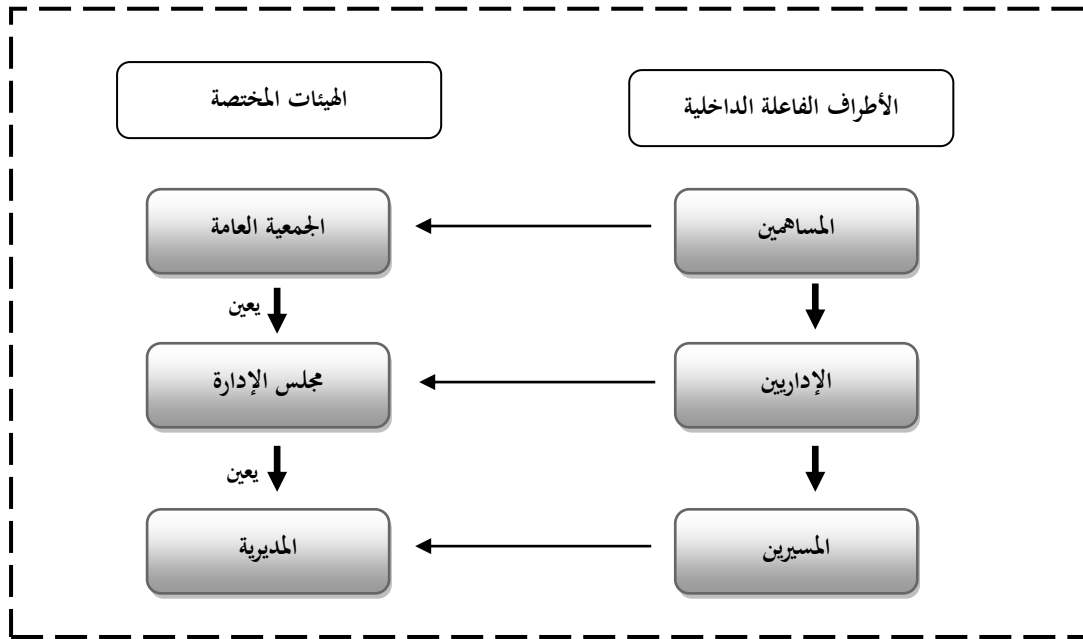 الأطراف الفاعلة الداخلية
الهيئات المختصة
المساهمين
الجمعية العامة
يعين
الإداريين
مجلس الإدارة
يعين
المسيرين
المديرية